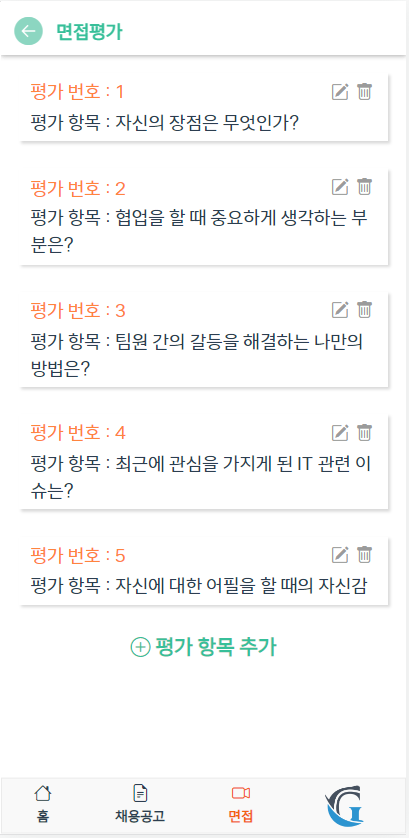 면접평가
평가 번호 : 1
평가 항목 : 자신의 장점은 무엇인가?
평가 번호 : 2
평가 항목 : 협업을 할 때 중요하게 생각하는 부
분은?
평가 번호 : 3
평가 항목 : 팀원 간의 갈등을 해결하는 나만의
방법은?
평가 번호 : 4
평가 항목 : 최근에 관심을 가지게 된 IT 관련 이
슈는?
평가 번호 : 5
평가 항목 : 자신에 대한 어필을 할 때의 자신감
평가 항목 추가
홈 채용공고 면접